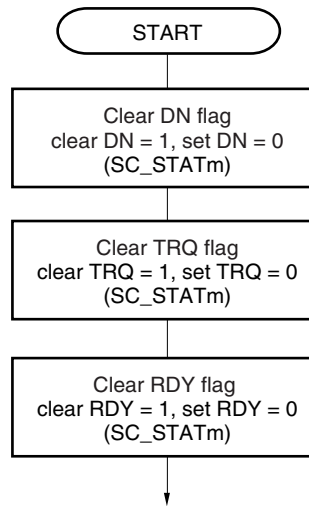 START
Clear DN flag
clear DN = 1, set DN = 0
(SC_STATm)
Clear TRQ flag
clear TRQ = 1, set TRQ = 0
(SC_STATm)
Clear RDY flag
clear RDY = 1, set RDY = 0
(SC_STATm)